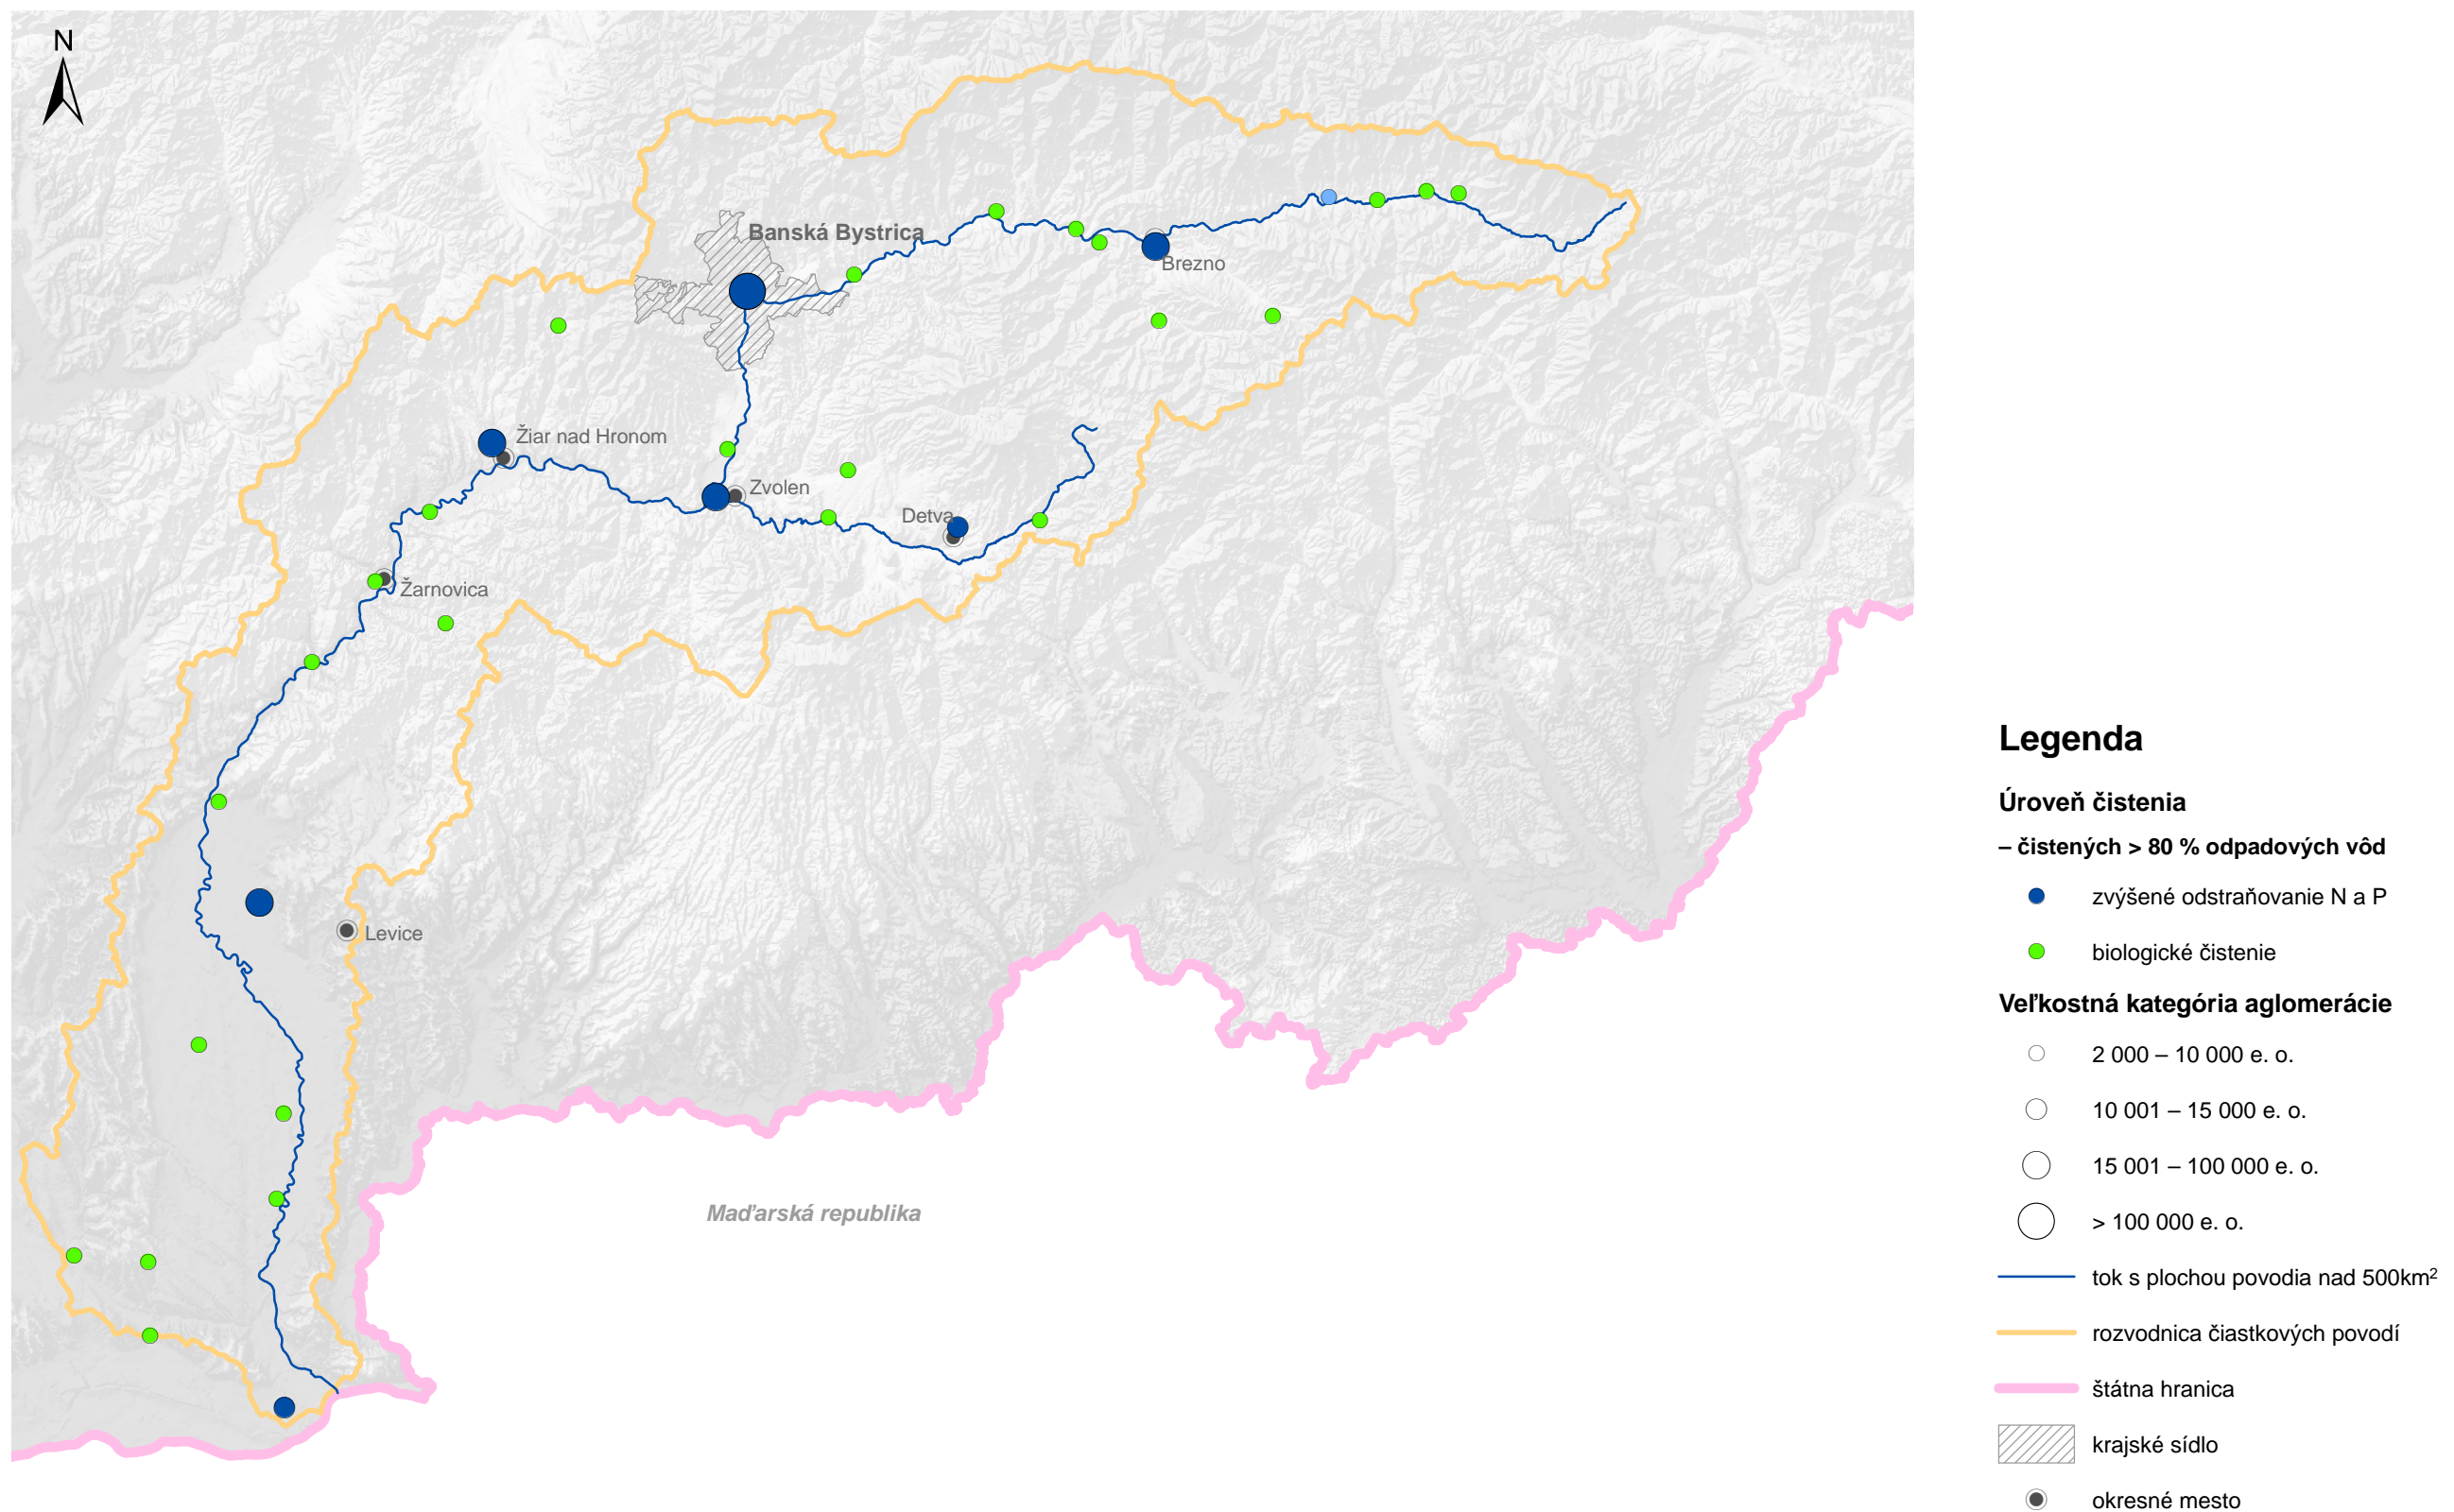 N
Banská Bystrica
Brezno
Žiar nad Hronom
Zvolen
Detva
Žarnovica
Levice
Maďarská republika
Legenda
Úroveň čistenia
– čistených > 80 % odpadových vôd
zvýšené odstraňovanie N a P
biologické čistenie
Veľkostná kategória aglomerácie
2 000 – 10 000 e. o.
10 001 – 15 000 e. o.
15 001 – 100 000 e. o.
> 100 000 e. o.
tok s plochou povodia nad 500km²
rozvodnica čiastkových povodí
štátna hranica
krajské sídlo
okresné mesto